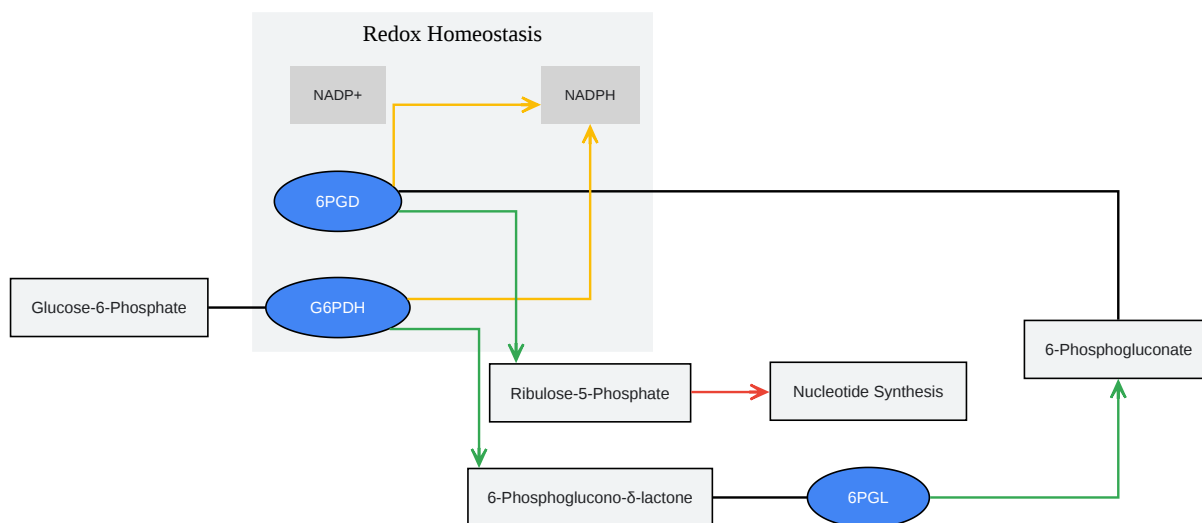 Redox Homeostasis
NADP+
NADPH
6PGD
Glucose-6-Phosphate
G6PDH
6-Phosphogluconate
Ribulose-5-Phosphate
Nucleotide Synthesis
6-Phosphoglucono-δ-lactone
6PGL